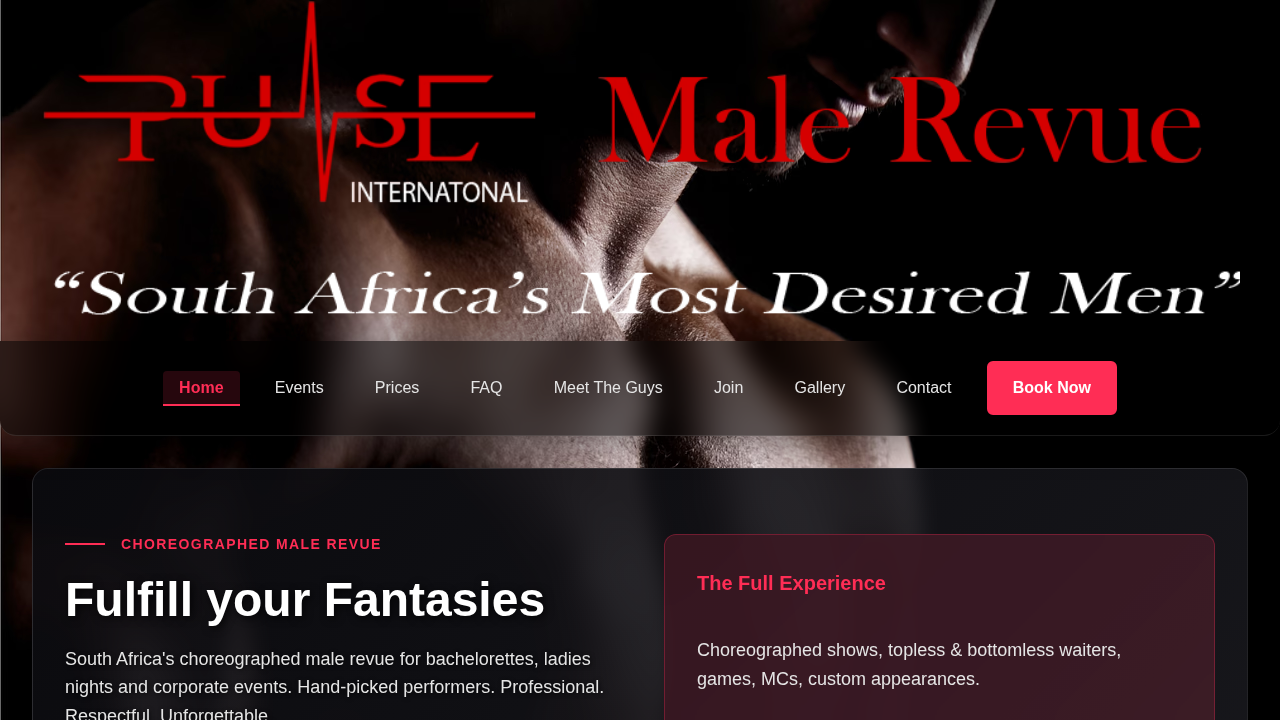 PULSE Male Revue
INTERNATONAL
“South Africa’s Most Desired Men”
Home Events Prices FAQ Meet The Guys Join Gallery Contact Book Now
CHOREOGRAPHED MALE REVUE
Fulfill your Fantasies
South Africa's choreographed male revue for bachelorettes, ladies
nights and corporate events. Hand-picked performers. Professional.
Respectful. Unforgettable.
The Full Experience
Choreographed shows, topless & bottomless waiters,
games, MCs, custom appearances.